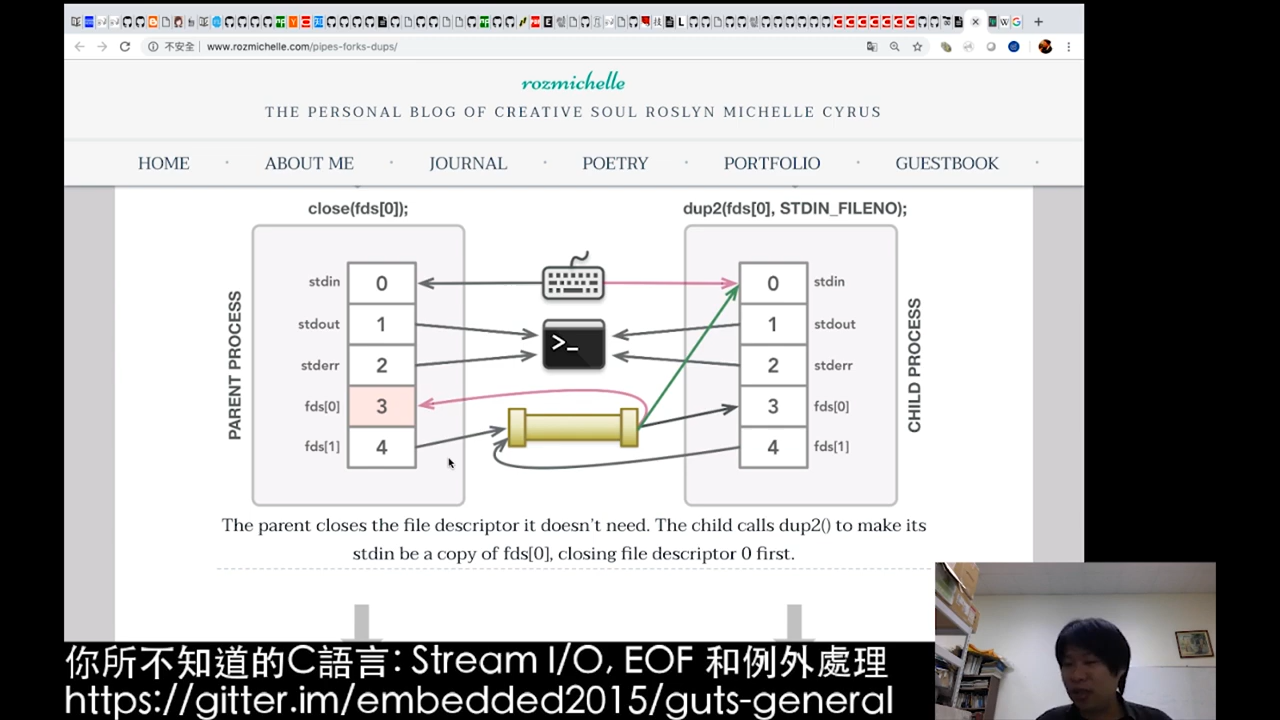 不安全
www.rozmichelle.com/pipes-forks-dups/
rozmichelle
THE PERSONAL BLOG OF CREATIVE SOUL ROSLYN MICHELLE CYRUS
HOME · ABOUT ME · JOURNAL · POETRY · PORTFOLIO · GUESTBOOK ·
close(fds[0]);
dup2(fds[0], STDIN_FILENO);
PARENT PROCESS
stdin 0
stdout 1
stderr 2
fds[0] 3
fds[1] 4
>_
0 stdin
1 stdout
2 stderr
3 fds[0]
4 fds[1]
CHILD PROCESS
The parent closes the file descriptor it doesn't need. The child calls dup2() to make its
stdin be a copy of fds[0], closing file descriptor 0 first.
你所不知道的C語言: Stream I/O, EOF 和例外處理
https://gitter.im/embedded2015/guts-general